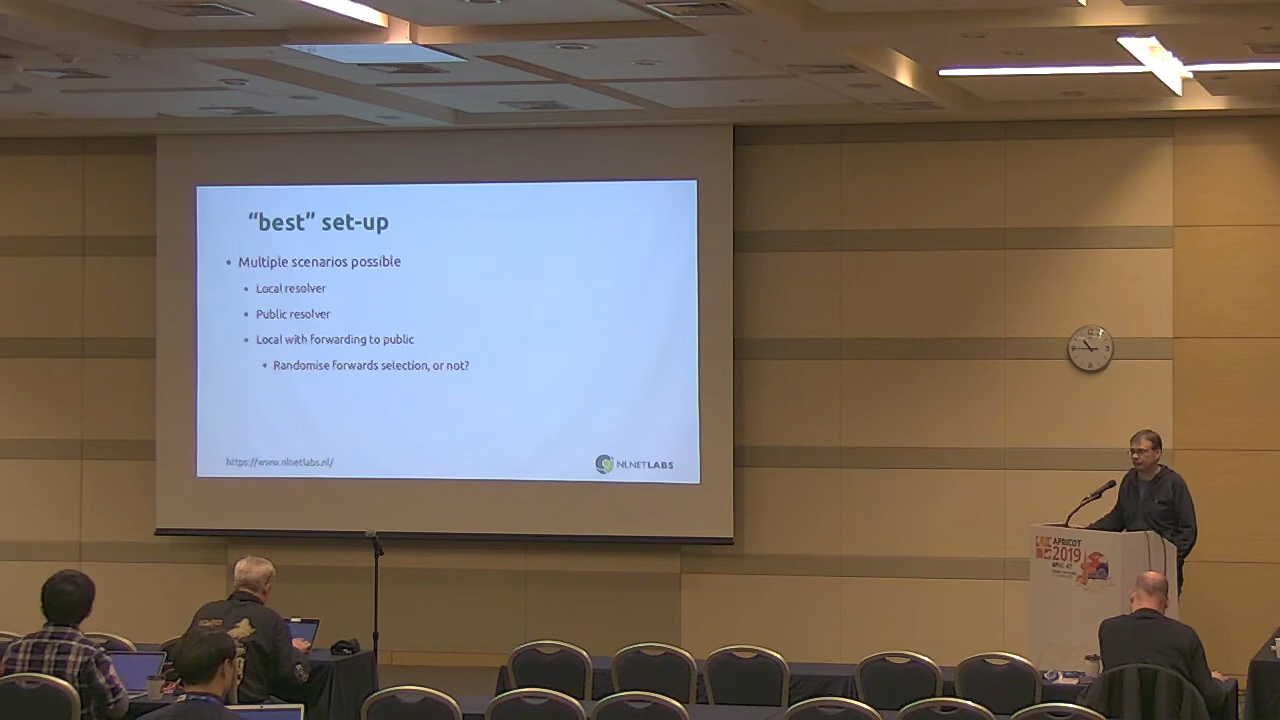 “best” set-up
• Multiple scenarios possible
• Local resolver
• Public resolver
• Local with forwarding to public
• Randomise forwards selection, or not?
https://www.nlnetlabs.nl/
NLNETLABS
APRICOT
2019